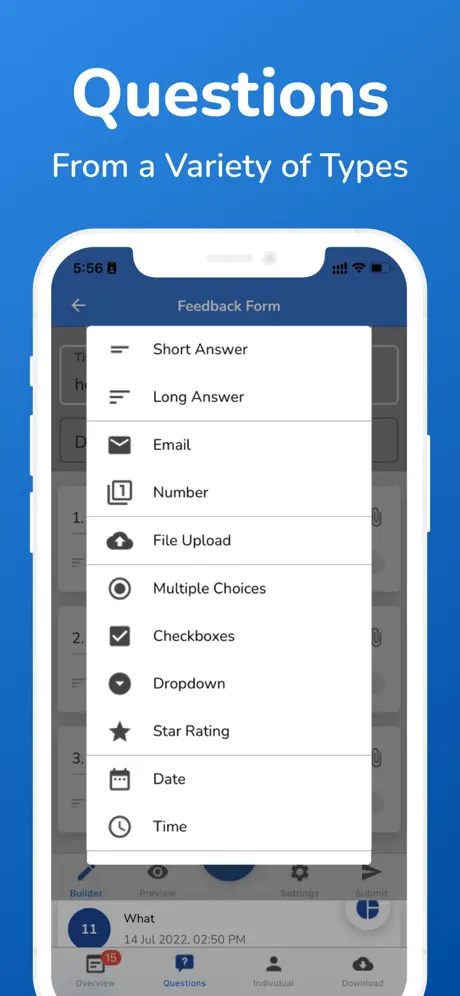 Questions
From a Variety of Types
5:56
Feedback Form
Short Answer
Long Answer
Email
1
Number
File Upload
1.
Multiple Choices
Checkboxes
2.
Dropdown
Star Rating
3.
Date
Time
Builder
Preview
Settings
Submit
11
What
14 Jul 2022, 02:50 PM
15
Overview
Questions
Individual
Download